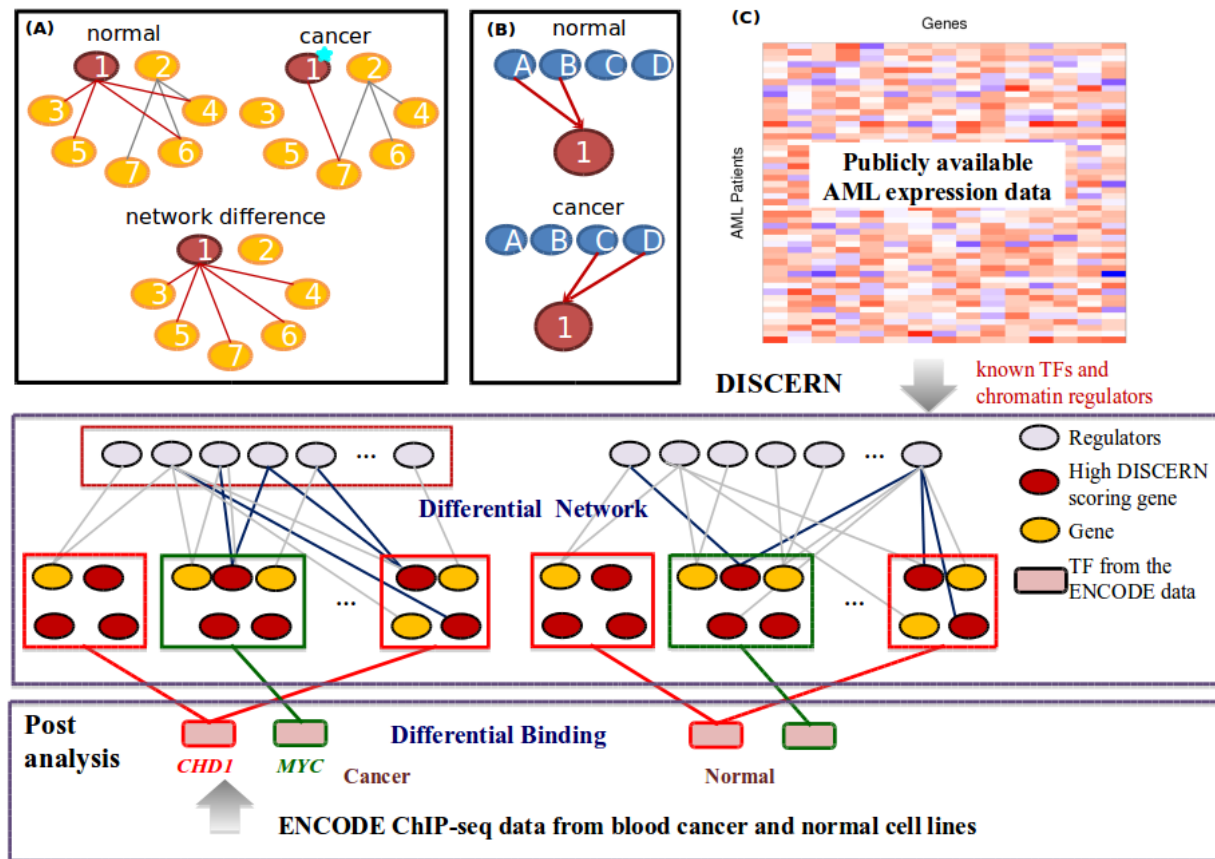 (A)
normal
1
2
3
4
5
6
7
cancer
1
2
3
4
5
6
7
network difference
1
2
3
4
5
6
7
(B)
normal
A B C D
1
cancer
A B C D
1
(C)
Genes
AML Patients
Publicly available
AML expression data
DISCERN
known TFs and
chromatin regulators
...
...
Regulators
High DISCERN
scoring gene
Gene
TF from the
ENCODE data
Differential Network
...
...
Post
analysis
Differential Binding
CHD1
MYC
Cancer
Normal
ENCODE ChIP-seq data from blood cancer and normal cell lines